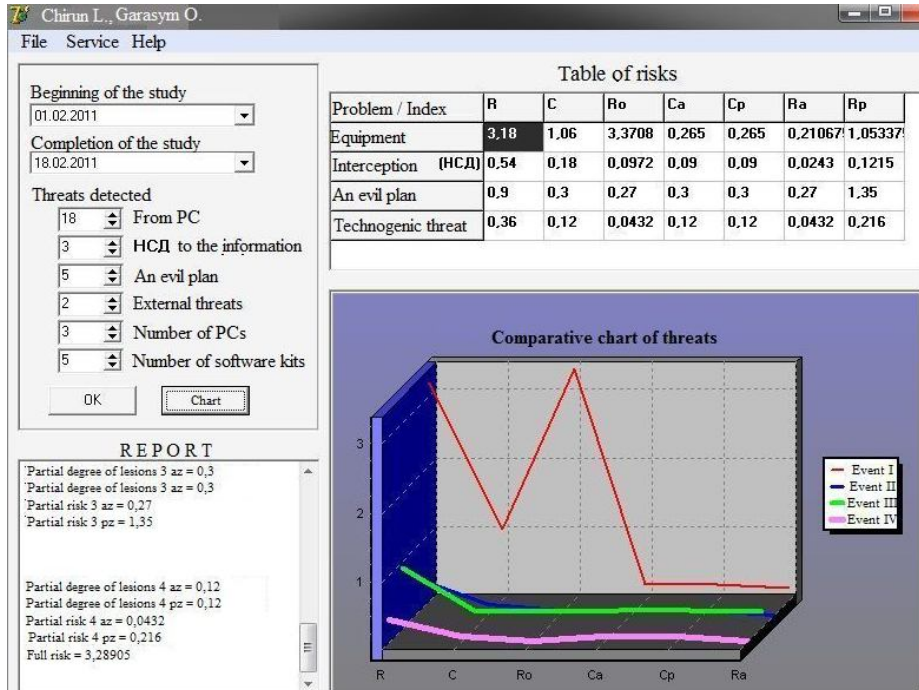 Chirun L., Garasym O.
File Service Help
Beginning of the study
01.02.2011
Completion of the study
18.02.2011
Threats detected
18 From PC
3 НСД to the information
5 An evil plan
2 External threats
3 Number of PCs
5 Number of software kits
OK Chart
REPORT
Partial degree of lesions 3 az = 0,3
Partial degree of lesions 3 az = 0,3
Partial risk 3 az = 0,27
Partial risk 3 pz = 1,35
Partial degree of lesions 4 az = 0,12
Partial degree of lesions 4 pz = 0,12
Partial risk 4 az = 0,0432
Partial risk 4 pz = 0,216
Full risk = 3,28905
Table of risks
Problem / Index R C Ro Ca Cp Ra Rp
Equipment 3,18 1,06 3,3708 0,265 0,265 0,21067 1,05337
Interception (НСД) 0,54 0,18 0,0972 0,09 0,09 0,0243 0,1215
An evil plan 0,9 0,3 0,27 0,3 0,3 0,27 1,35
Technogenic threat 0,36 0,12 0,0432 0,12 0,12 0,0432 0,216
Comparative chart of threats
3
2
1
R C Ro Ca Cp Ra
Event I
Event II
Event III
Event IV